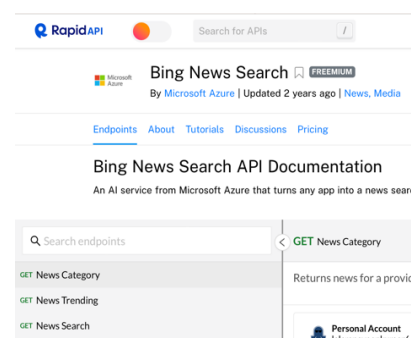 Rapid API
Search for APIs /
Microsoft
Azure
Bing News Search FREEMIUM
By Microsoft Azure | Updated 2 years ago | News, Media
Endpoints About Tutorials Discussions Pricing
Bing News Search API Documentation
An AI service from Microsoft Azure that turns any app into a news sear
Search endpoints
GET News Category
GET News Trending
GET News Search
< GET News Category
Returns news for a provi
Personal Account